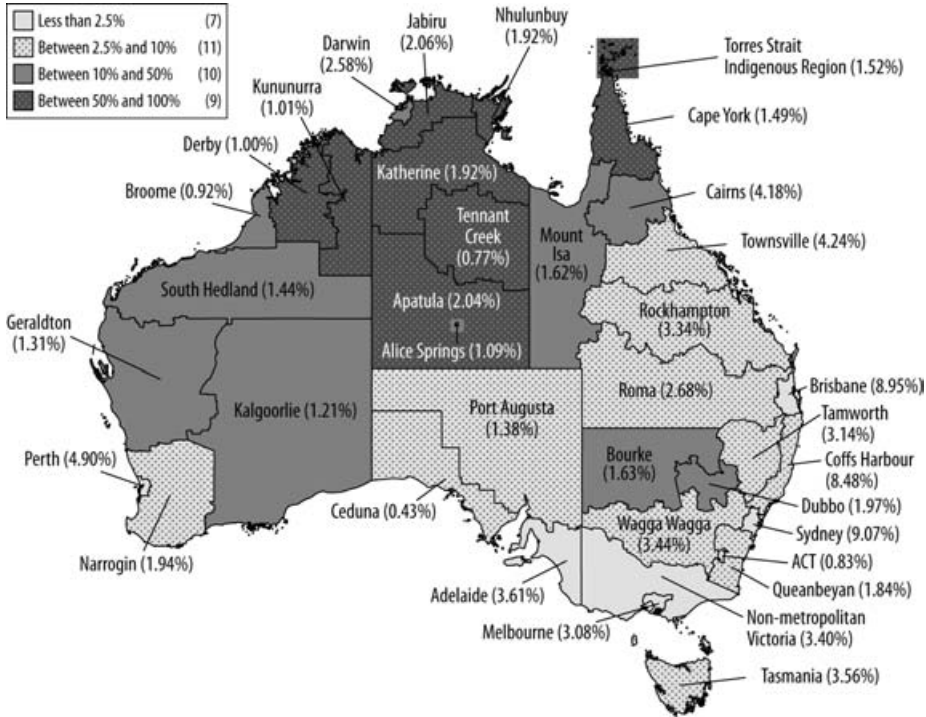 Less than 2.5% (7)
Between 2.5% and 10% (11)
Between 10% and 50% (10)
Between 50% and 100% (9)
Nhulunbuy
(1.92%)
Jabiru
(2.06%)
Darwin
(2.58%)
Kununurra
(1.01%)
Derby (1.00%)
Broome (0.92%)
Torres Strait
Indigenous Region (1.52%)
Cape York (1.49%)
Katherine (1.92%)
Cairns (4.18%)
Tennant
Creek
(0.77%)
Mount
Isa
(1.62%)
Townsville (4.24%)
South Hedland (1.44%)
Apatula (2.04%)
Rockhampton
(3.34%)
Geraldton
(1.31%)
Alice Springs (1.09%)
Roma (2.68%)
Brisbane (8.95%)
Kalgoorlie (1.21%)
Port Augusta
(1.38%)
Tamworth
(3.14%)
Perth (4.90%)
Bourke
(1.63%)
Coffs Harbour
(8.48%)
Ceduna (0.43%)
Dubbo (1.97%)
Wagga Wagga
(3.44%)
Sydney (9.07%)
Narrogin (1.94%)
ACT (0.83%)
Adelaide (3.61%)
Queanbeyan (1.84%)
Melbourne (3.08%)
Non-metropolitan
Victoria (3.40%)
Tasmania (3.56%)